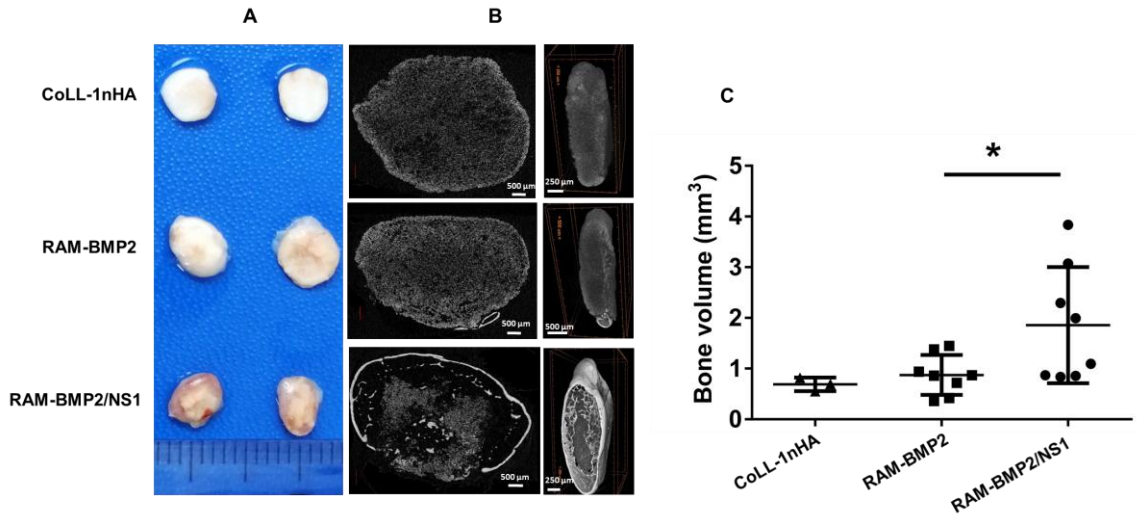 A
B
CoLL-1nHA
500 µm
250 µm
RAM-BMP2
500 µm
500 µm
RAM-BMP2/NS1
500 µm
250 µm
C
*
Bone volume (mm³)
5
4
3
2
1
0
CoLL-1nHA
RAM-BMP2
RAM-BMP2/NS1